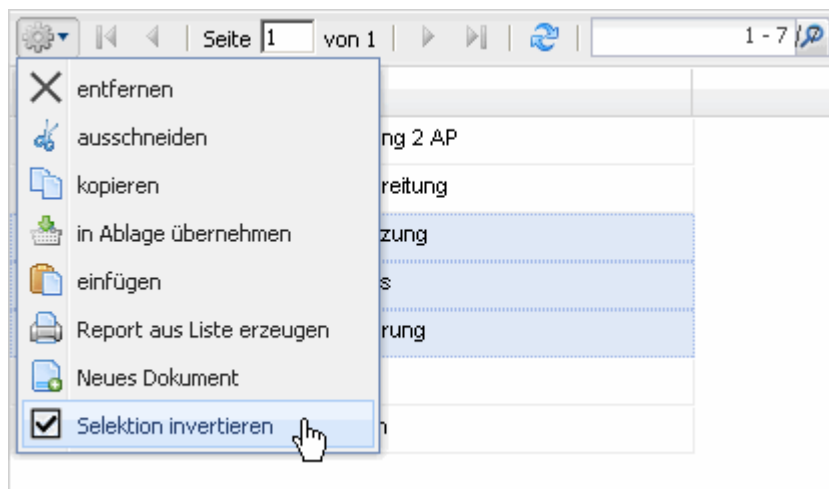 Seite 1 von 1 1 - 7 /
entfernen
ng 2 AP
ausschneiden
reitung
kopieren
zung
in Ablage übernehmen
s
einfügen
rung
Report aus Liste erzeugen
Neues Dokument
Selektion invertieren